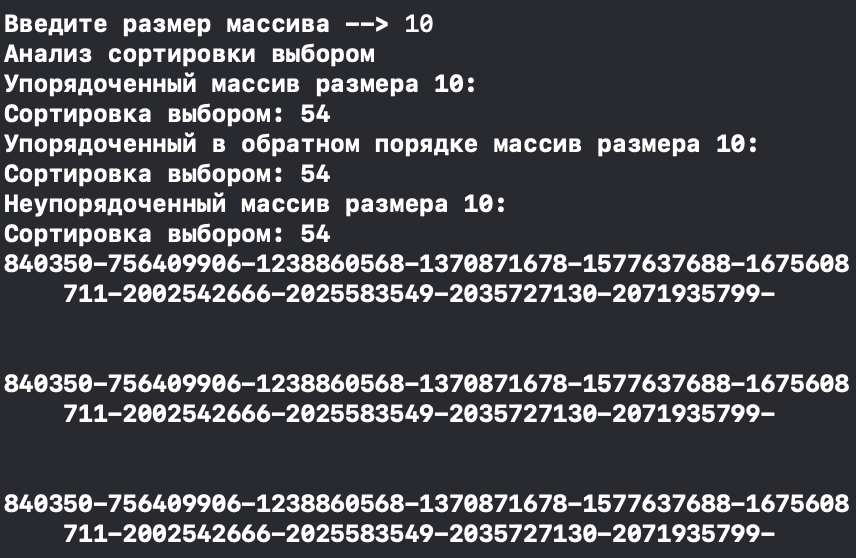 Введите размер массива --> 10
Анализ сортировки выбором
Упорядоченный массив размера 10:
Сортировка выбором: 54
Упорядоченный в обратном порядке массив размера 10:
Сортировка выбором: 54
Неупорядоченный массив размера 10:
Сортировка выбором: 54
840350-756409906-1238860568-1370871678-1577637688-1675608
711-2002542666-2025583549-2035727130-2071935799-
840350-756409906-1238860568-1370871678-1577637688-1675608
711-2002542666-2025583549-2035727130-2071935799-
840350-756409906-1238860568-1370871678-1577637688-1675608
711-2002542666-2025583549-2035727130-2071935799-